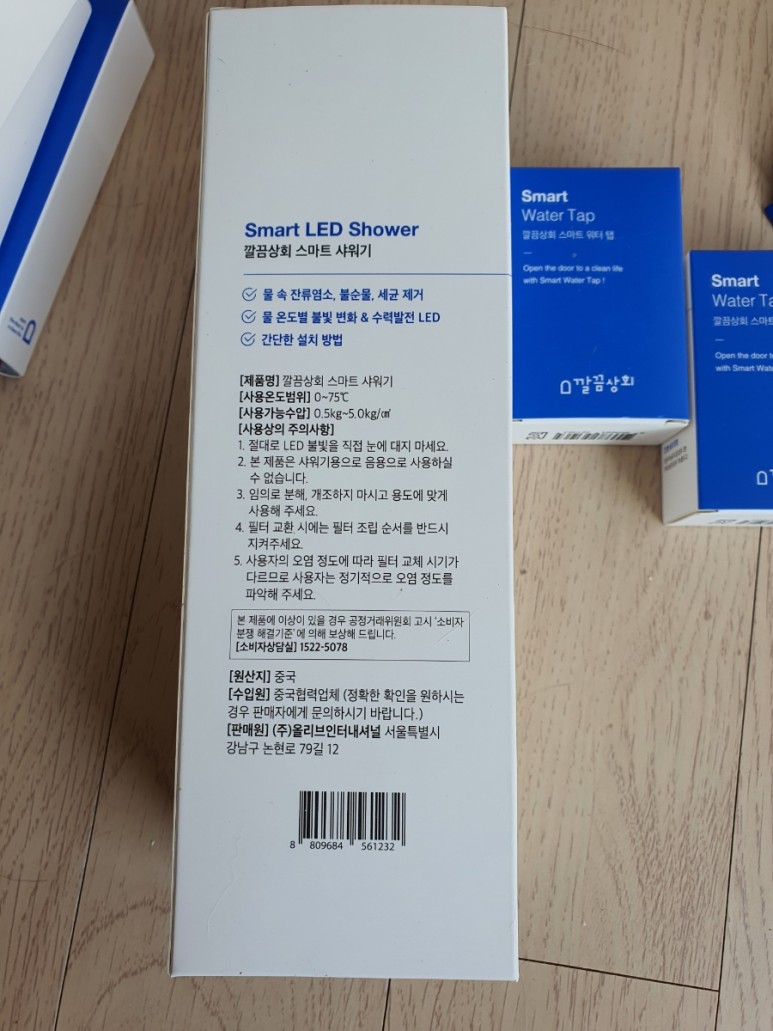 Smart LED Shower
깔끔상회 스마트 샤워기
물 속 잔류염소, 불순물, 세균 제거
물 온도별 불빛 변화 & 수력발전 LED
간단한 설치 방법
[제품명] 깔끔상회 스마트 샤워기
[사용온도범위] 0~75℃
[사용가능수압] 0.5kg~5.0kg/㎠
[사용상의 주의사항]
1. 절대로 LED 불빛을 직접 눈에 대지 마세요.
2. 본 제품은 샤워기용으로 음용으로 사용하실
수 없습니다.
3. 임의로 분해, 개조하지 마시고 용도에 맞게
사용해 주세요.
4. 필터 교환 시에는 필터 조립 순서를 반드시
지켜주세요.
5. 사용자의 오염 정도에 따라 필터 교체 시기가
다르므로 사용자는 정기적으로 오염 정도를
파악해 주세요.
본 제품에 이상이 있을 경우 공정거래위원회 고시 '소비자
분쟁 해결기준' 에 의해 보상해 드립니다.
[소비자상담실] 1522-5078
[원산지] 중국
[수입원] 중국협력업체 (정확한 확인을 원하시는
경우 판매자에게 문의하시기 바랍니다.)
[판매원] (주)올리브인터내셔널 서울특별시
강남구 논현로 79길 12
8 809684 561232
Smart
Water Tap
깔끔상회 스마트 워터 탭
Open the door to a clean life
with Smart Water Tap !
깔끔상회
Smart
Water Ta
깔끔상회 스마트
Open the door t
with Smart Wate